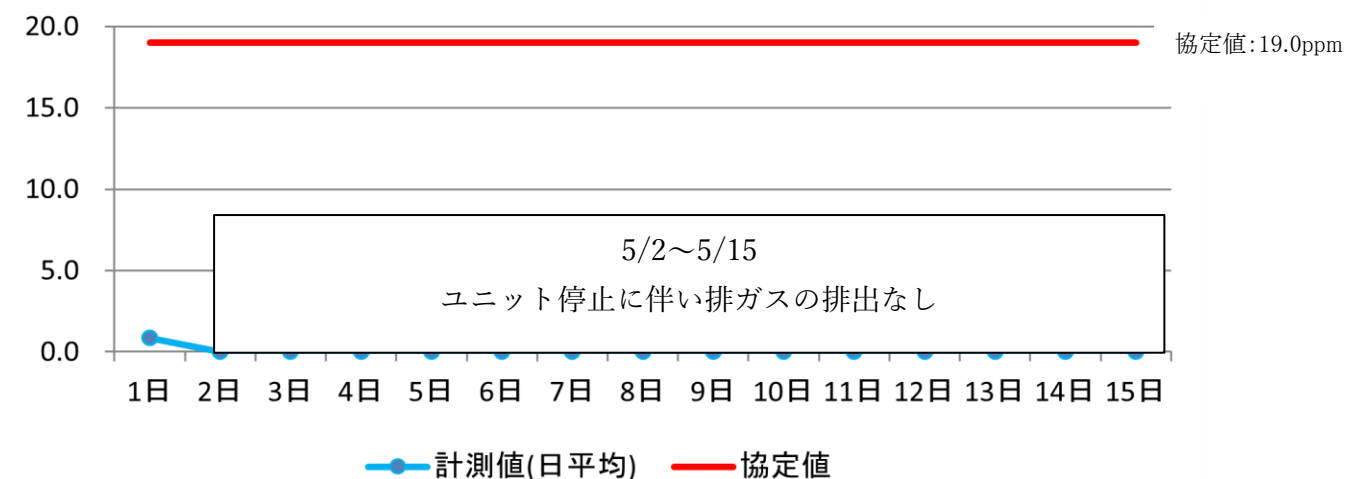 20.0
協定値:19.0ppm
15.0
10.0
5.0
0.0
5/2～5/15
ユニット停止に伴い排ガスの排出なし
1日 2日 3日 4日 5日 6日 7日 8日 9日 10日 11日 12日 13日 14日 15日
計測値(日平均) 協定値